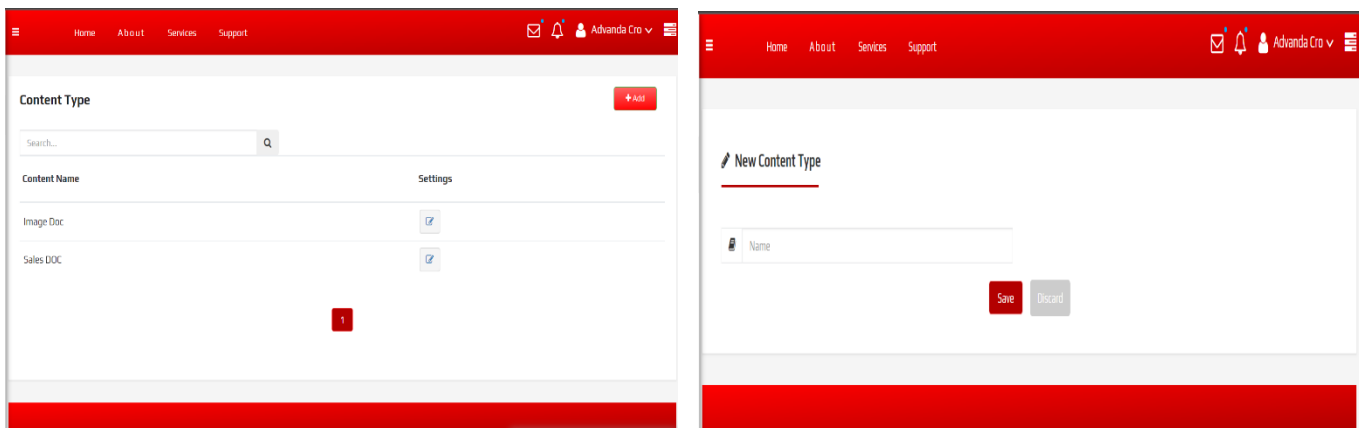 Home About Services Support Advanda Cro
Content Type
+ Add
Search...
Content Name Settings
Image Doc
Sales DOC
1
Home About Services Support Advanda Cro
New Content Type
Name
Save Discard